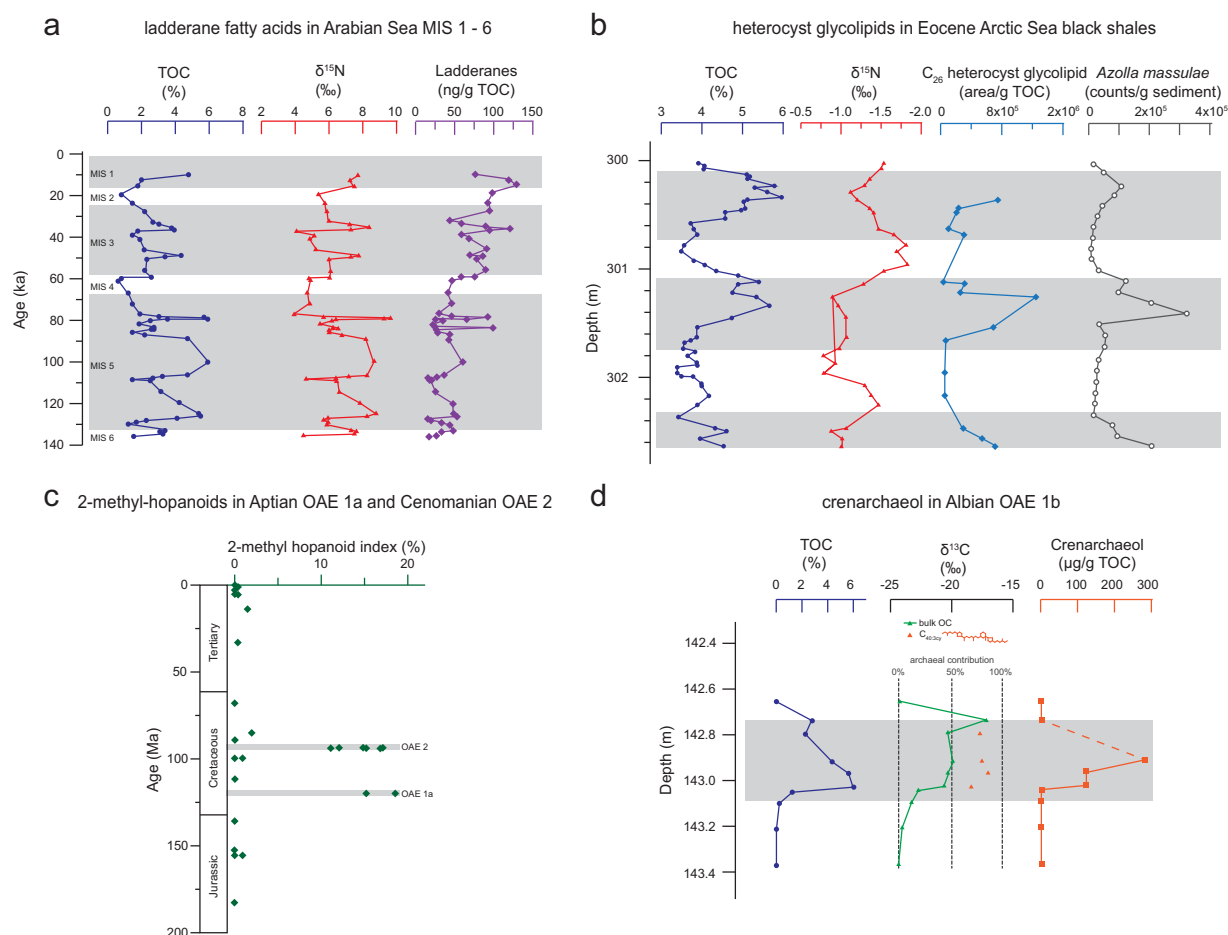 a
ladderane fatty acids in Arabian Sea MIS 1 - 6
TOC
(%)
δ15N
(‰)
Ladderanes
(ng/g TOC)
0 2 4 6 8
2 4 6 8 10
0 50 100 150
0
20
40
60
80
100
120
140
Age (ka)
MIS 1
MIS 2
MIS 3
MIS 4
MIS 5
MIS 6
b
heterocyst glycolipids in Eocene Arctic Sea black shales
TOC
(%)
δ15N
(‰)
C26 heterocyst glycolipid
(area/g TOC)
Azolla massulae
(counts/g sediment)
3 4 5 6
-0.5 -1.0 -1.5 -2.0
0 8x10^5 2x10^6
0 2x10^5 4x10^5
300
301
302
Depth (m)
c
2-methyl-hopanoids in Aptian OAE 1a and Cenomanian OAE 2
2-methyl hopanoid index (%)
0 10 20
0
50
100
150
200
Age (Ma)
Tertiary
Cretaceous
Jurassic
OAE 2
OAE 1a
d
crenarchaeol in Albian OAE 1b
TOC
(%)
δ13C
(‰)
Crenarchaeol
(µg/g TOC)
0 2 4 6
-25 -20 -15
0 100 200 300
bulk OC
C40:3cy
archaeal contribution
0% 50% 100%
142.4
142.6
142.8
143.0
143.2
143.4
Depth (m)